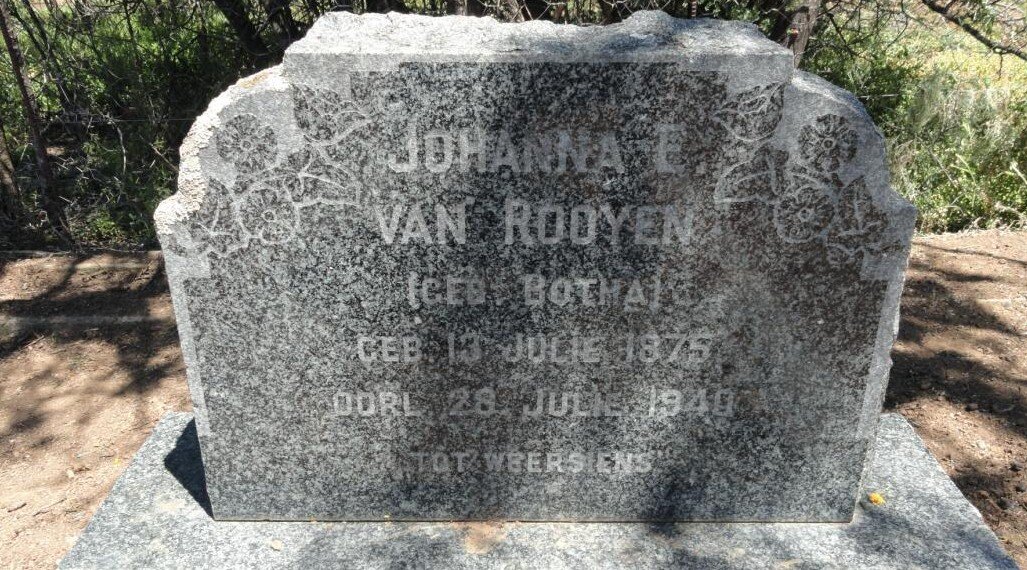 JOHANNA E
VAN ROOYEN
(GEB. BOTHA)
GEB. 13 JULIE 1875
OORL. 28. JULIE 1940
"TOT WEERSIENS"